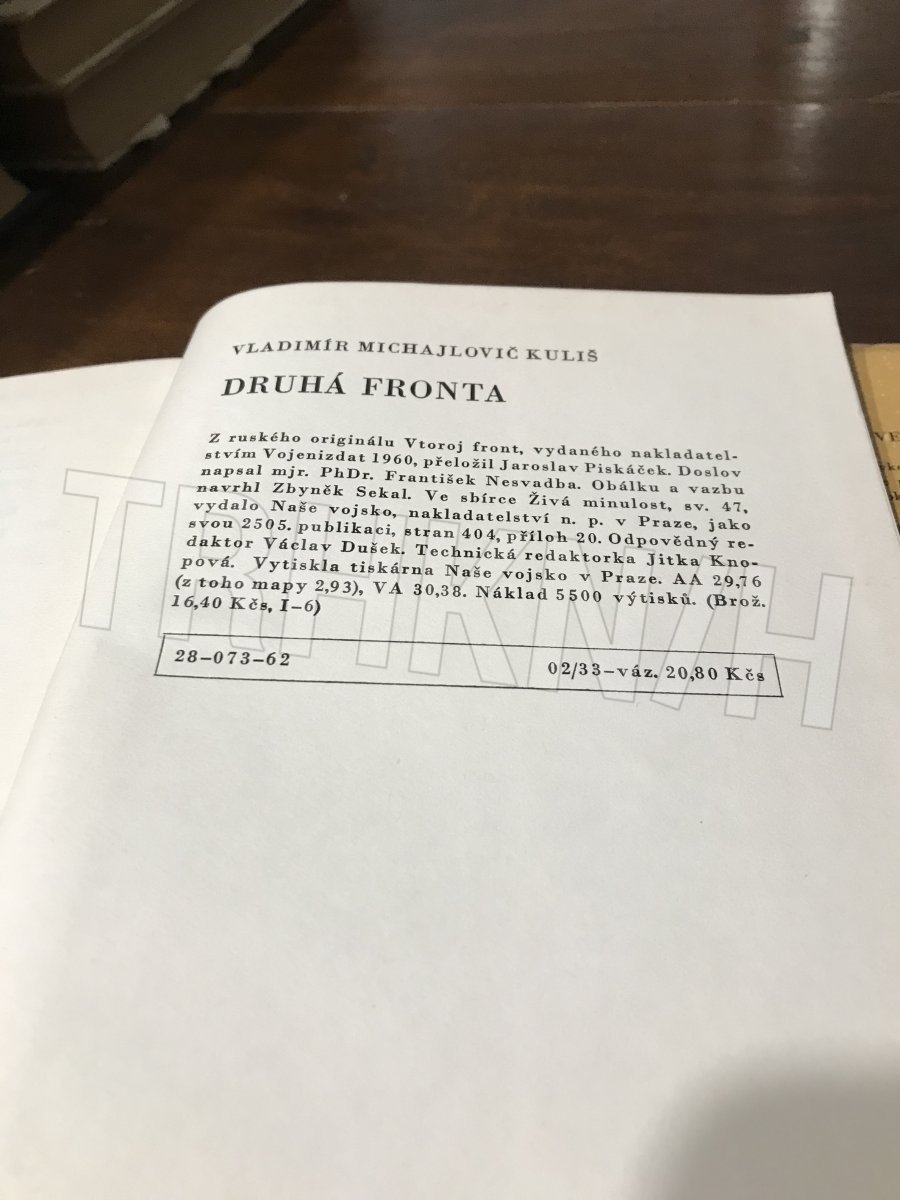 VLADIMÍR MICHAJLOVIČ KULIŠ
DRUHÁ FRONTA
Z ruského originálu Vtoroj front, vydaného nakladatel-
stvím Vojenizdat 1960, přeložil Jaroslav Piskáček. Doslov
napsal mjr. PhDr. František Nesvadba. Obálku a vazbu
navrhl Zbyněk Sekal. Ve sbírce Živá minulost, sv. 47,
vydalo Naše vojsko, nakladatelství n. p. v Praze, jako
svou 2505. publikaci, stran 404, příloh 20. Odpovědný re-
daktor Václav Dušek. Technická redaktorka Jitka Kno-
pová. Vytiskla tiskárna Naše vojsko v Praze. AA 29,76
(z toho mapy 2,93), VA 30,38. Náklad 5500 výtisků. (Brož.
16,40 Kčs, I–6)
28–073–62 02/33–váz. 20,80 Kčs
TRHKNIH
VE